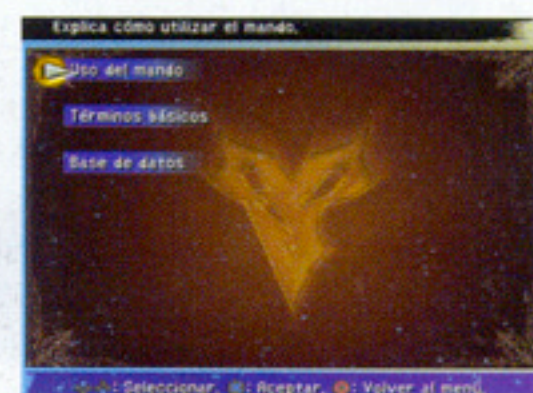 Explica cómo utilizar el mando.
Uso del mando
Términos básicos
Base de datos
: Seleccionar. : Aceptar. : Volver al menú.